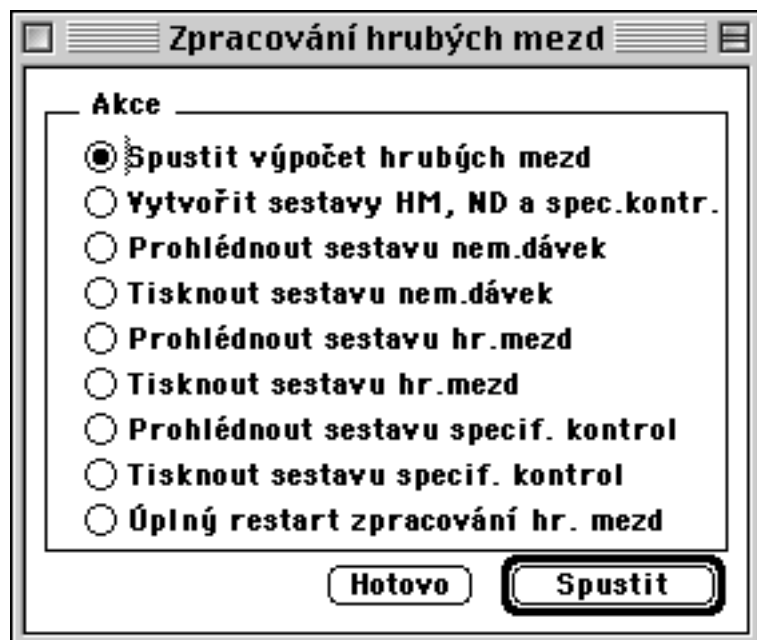 Zpracování hrubých mezd
Akce
Spustit výpočet hrubých mezd
Vytvořit sestavy HM, ND a spec.kontr.
Prohlédnout sestavu nem.dávek
Tisknout sestavu nem.dávek
Prohlédnout sestavu hr.mezd
Tisknout sestavu hr.mezd
Prohlédnout sestavu specif. kontrol
Tisknout sestavu specif. kontrol
Úplný restart zpracování hr. mezd
Hotovo Spustit